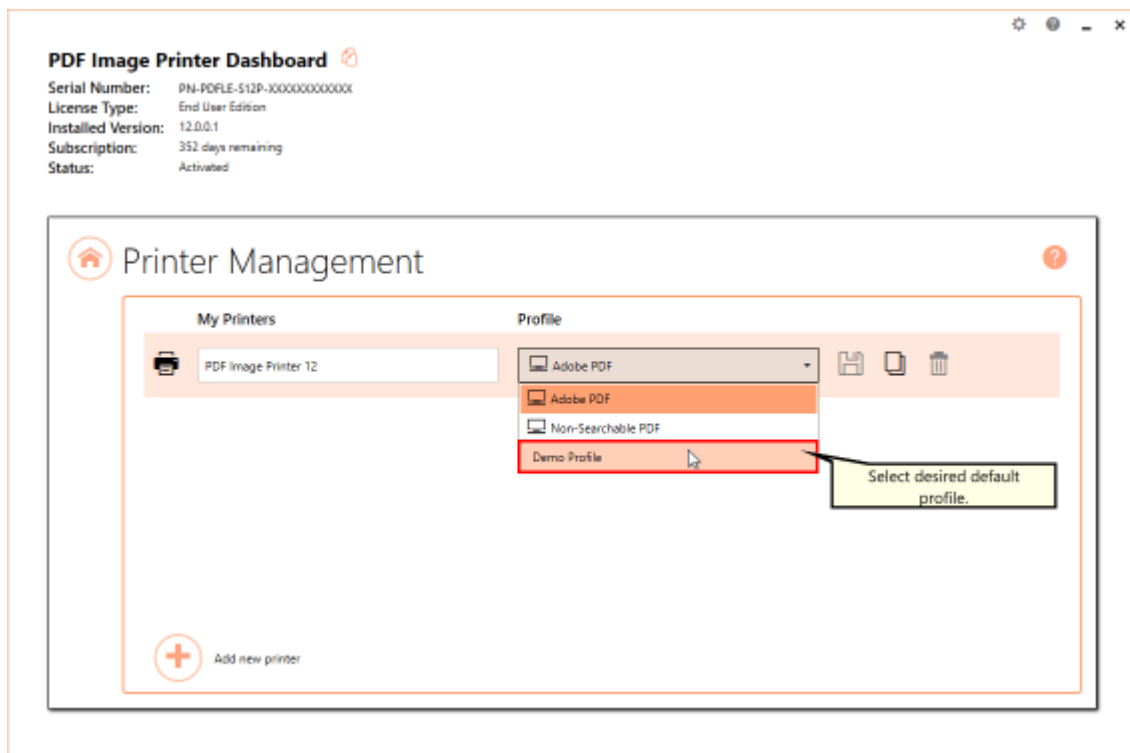 PDF Image Printer Dashboard
Serial Number: PN-PDFLE-S12P-XXXXXXXXXXXX
License Type: End User Edition
Installed Version: 12.0.0.1
Subscription: 352 days remaining
Status: Activated
Printer Management
?
My Printers Profile
PDF Image Printer 12 Adobe PDF
Adobe PDF
Non-Searchable PDF
Demo Profile
Select desired default
profile.
Add new printer